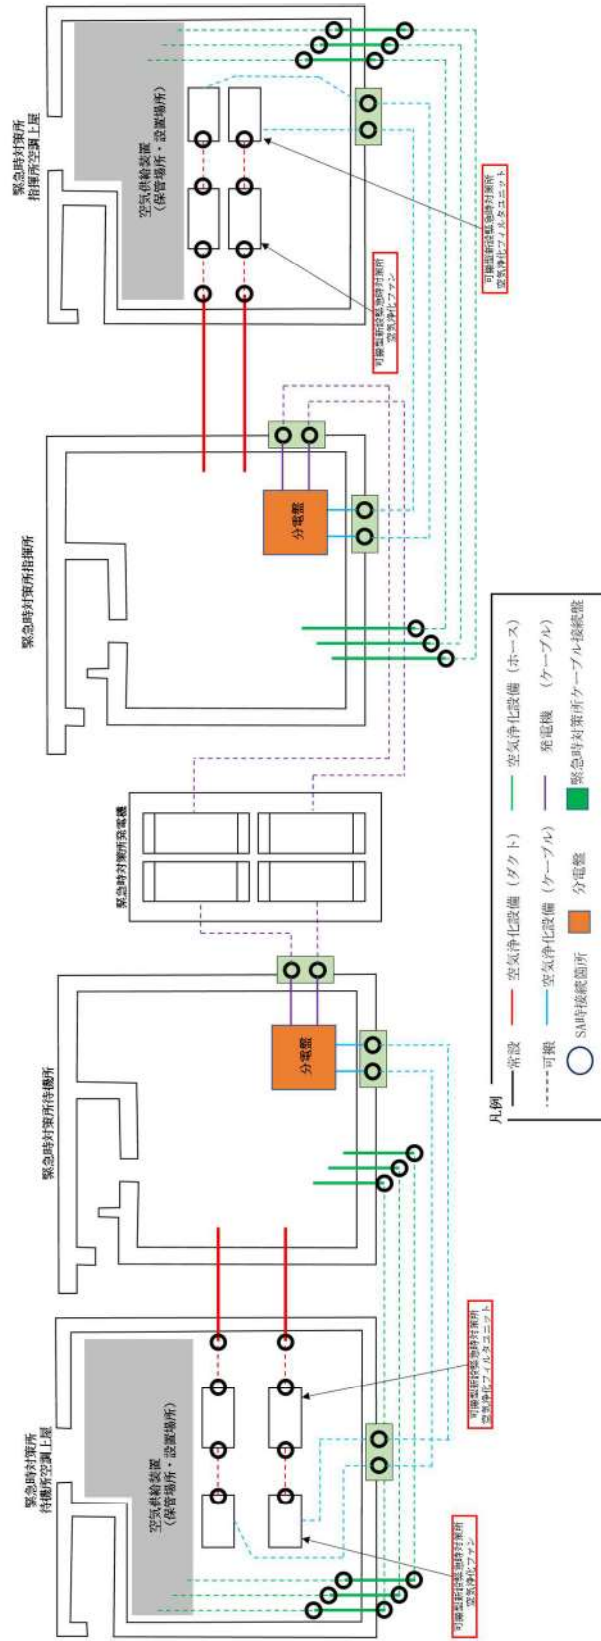 緊急時対策所
待機所空調上屋
空気供給装置
（保管場所・設置場所）
可搬型新設緊急時対策所
空気浄化ファン
可搬型新設緊急時対策所
空気浄化フィルタユニット
緊急時対策所待機所
分電盤
緊急時対策所発電機
緊急時対策所指揮所
分電盤
緊急時対策所
指揮所空調上屋
空気供給装置
（保管場所・設置場所）
可搬型新設緊急時対策所
空気浄化ファン
可搬型新設緊急時対策所
空気浄化フィルタユニット
凡例
常設
空気浄化設備（ダクト）
空気浄化設備（ホース）
可搬
空気浄化設備（ケーブル）
発電機　（ケーブル）
SA時接続箇所
分電盤
緊急時対策所ケーブル接続盤